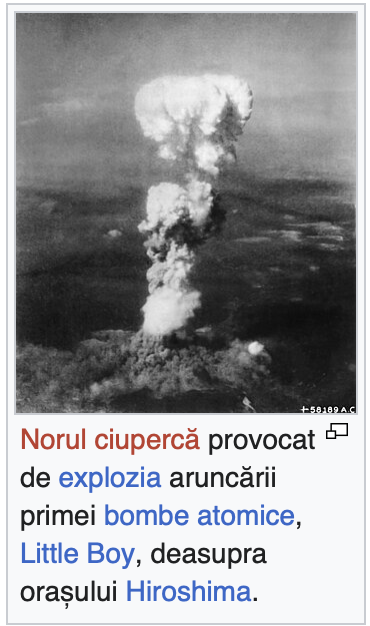 +58189 A.C
Norul ciupercă provocat
de explozia aruncării
primei bombe atomice,
Little Boy, deasupra
orașului Hiroshima.